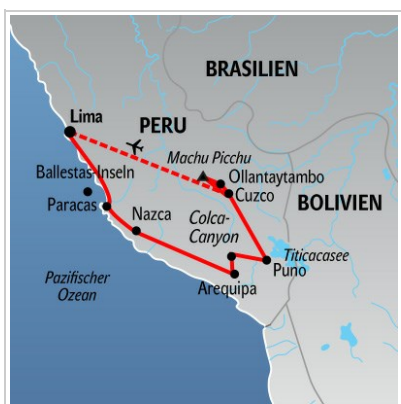 BRASILIEN
Lima
PERU
Machu Picchu
Ollantaytambo
Ballestas-Inseln
Cuzco
BOLIVIEN
Paracas
Nazca
Colca-
Canyon
Titicacasee
Puno
Pazifischer
Ozean
Arequipa